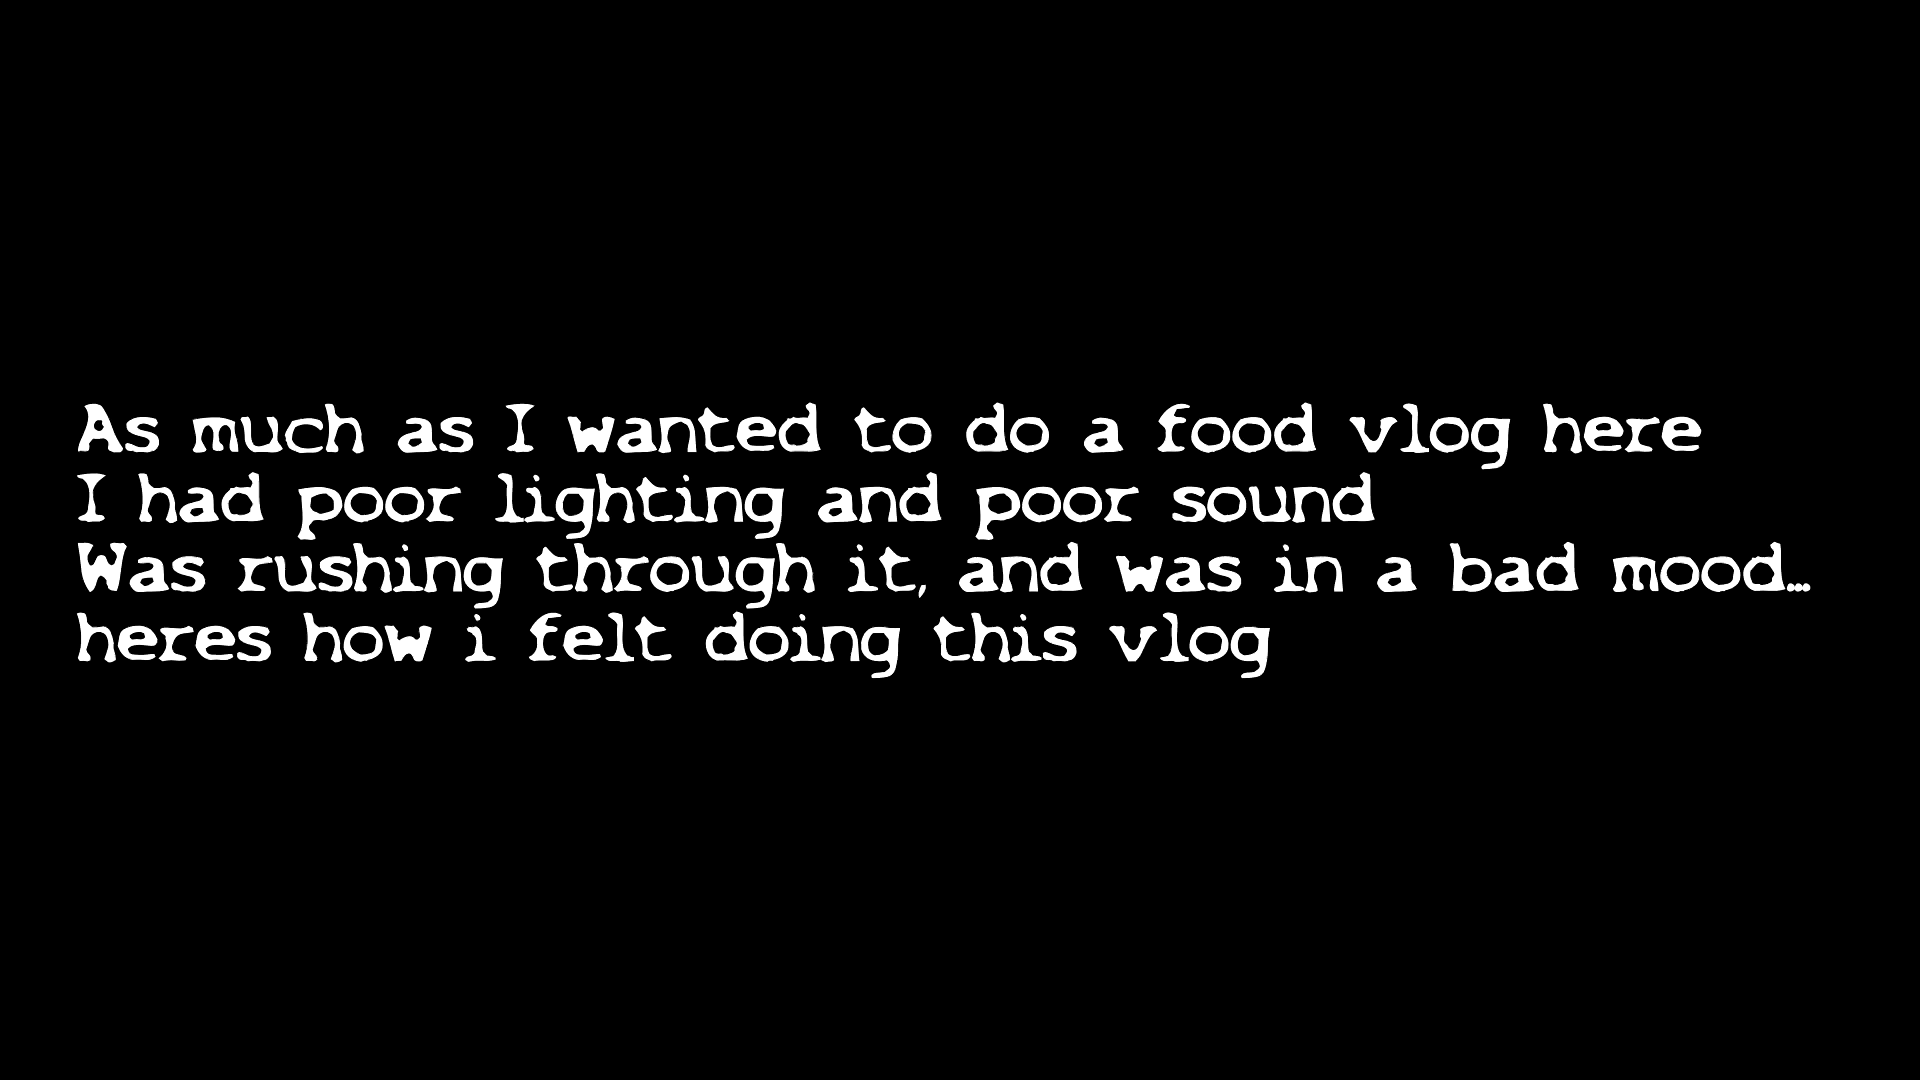 As much as I wanted to do a food vlog here
I had poor lighting and poor sound
Was rushing through it, and was in a bad mood...
heres how i felt doing this vlog